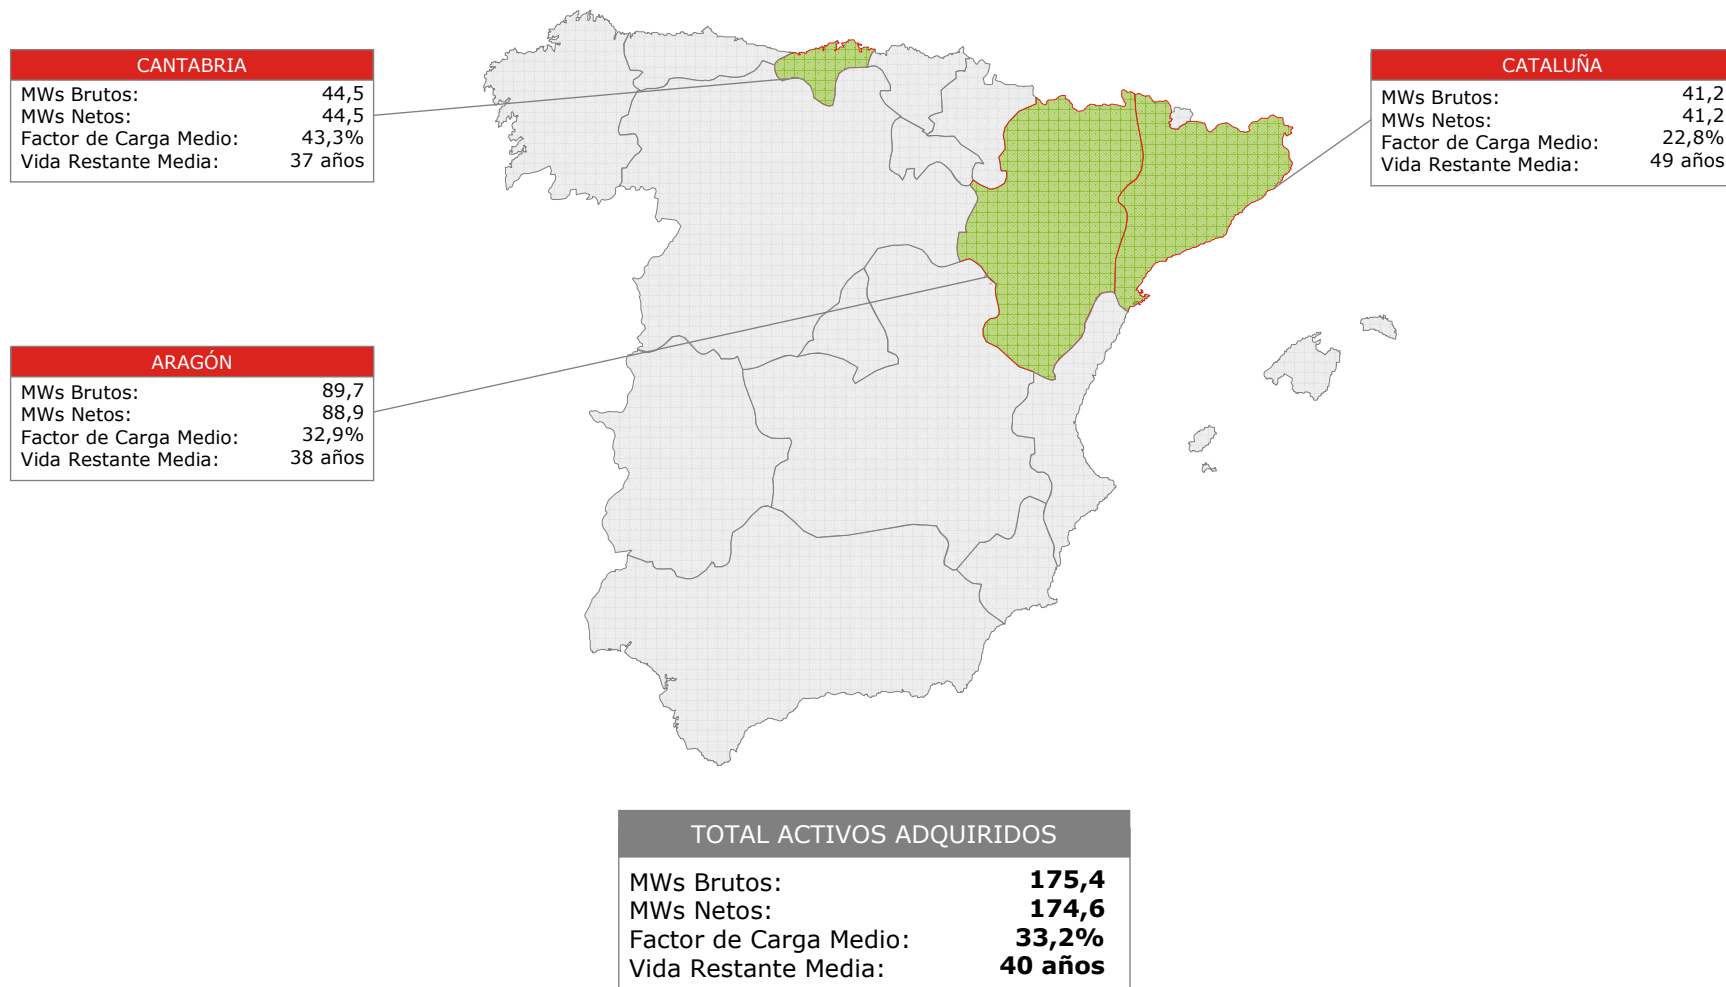 CANTABRIA
MWs Brutos: 44,5
MWs Netos: 44,5
Factor de Carga Medio: 43,3%
Vida Restante Media: 37 años
CATALUÑA
MWs Brutos: 41,2
MWs Netos: 41,2
Factor de Carga Medio: 22,8%
Vida Restante Media: 49 años
ARAGÓN
MWs Brutos: 89,7
MWs Netos: 88,9
Factor de Carga Medio: 32,9%
Vida Restante Media: 38 años
TOTAL ACTIVOS ADQUIRIDOS
MWs Brutos: 175,4
MWs Netos: 174,6
Factor de Carga Medio: 33,2%
Vida Restante Media: 40 años